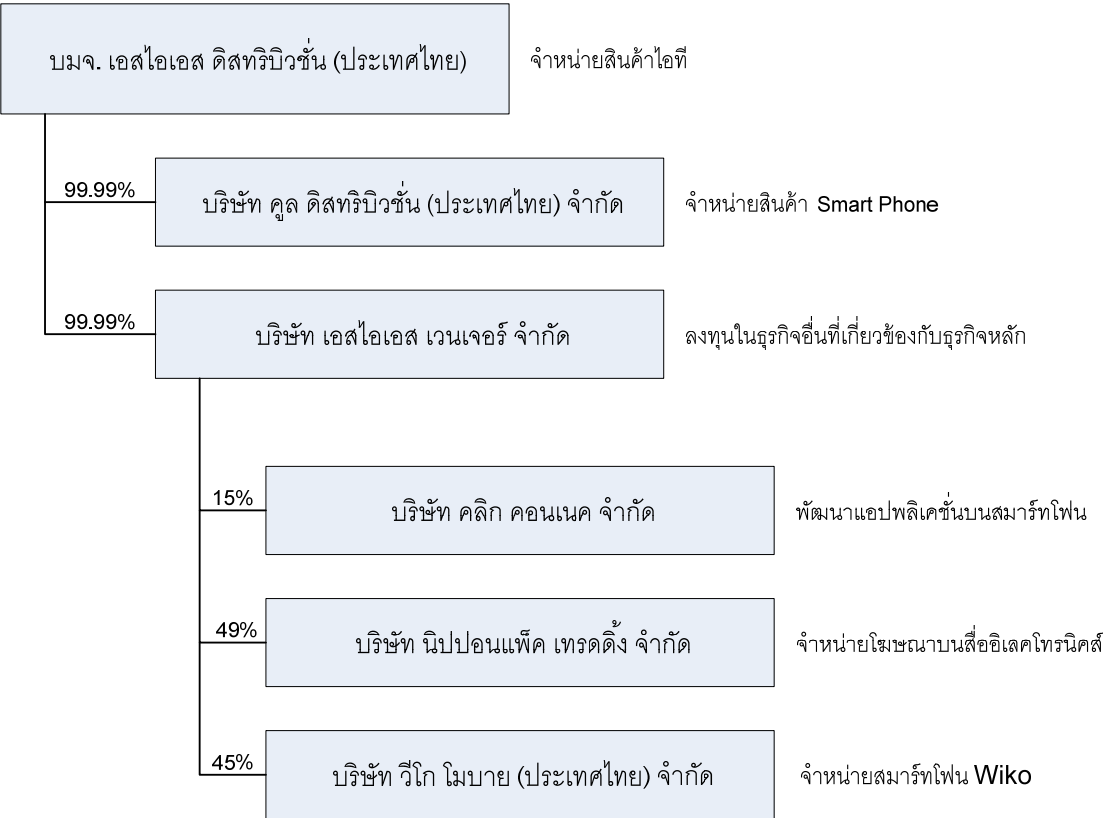 บมจ. เอสไอเอส ดิสทริบิวชั่น (ประเทศไทย) จำหน่ายสินค้าไอที
99.99% บริษัท คูล ดิสทริบิวชั่น (ประเทศไทย) จำกัด จำหน่ายสินค้า Smart Phone
99.99% บริษัท เอสไอเอส เวนเจอร์ จำกัด ลงทุนในธุรกิจอื่นที่เกี่ยวข้องกับธุรกิจหลัก
15% บริษัท คลิก คอนเนค จำกัด พัฒนาแอปพลิเคชั่นบนสมาร์ทโฟน
49% บริษัท นิปปอนแพ็ค เทรดดิ้ง จำกัด จำหน่ายโฆษณาบนสื่ออิเลคโทรนิคส์
45% บริษัท วีโก โมบาย (ประเทศไทย) จำกัด จำหน่ายสมาร์ทโฟน Wiko